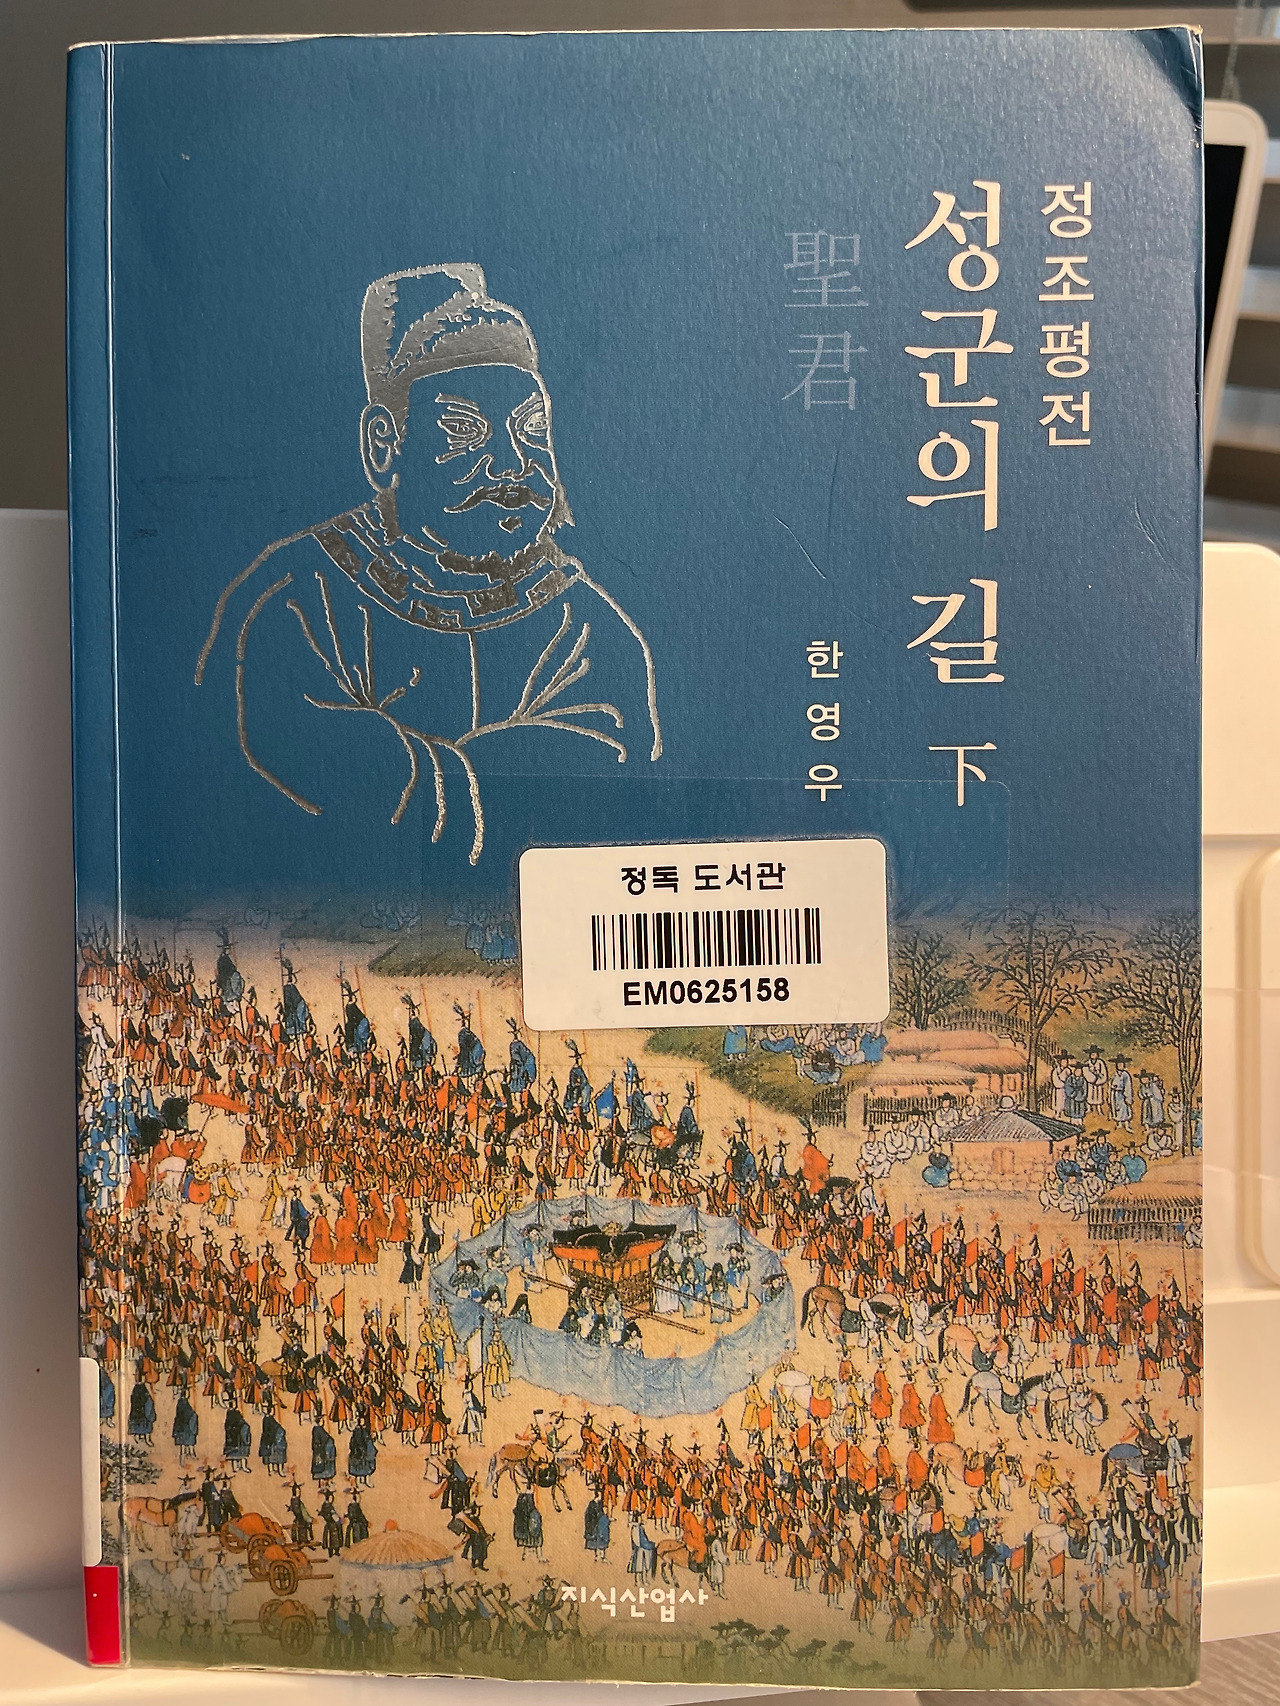 정조평전
성군의 길 下
聖君
한영우
정독 도서관
EM0625158
지식산업사